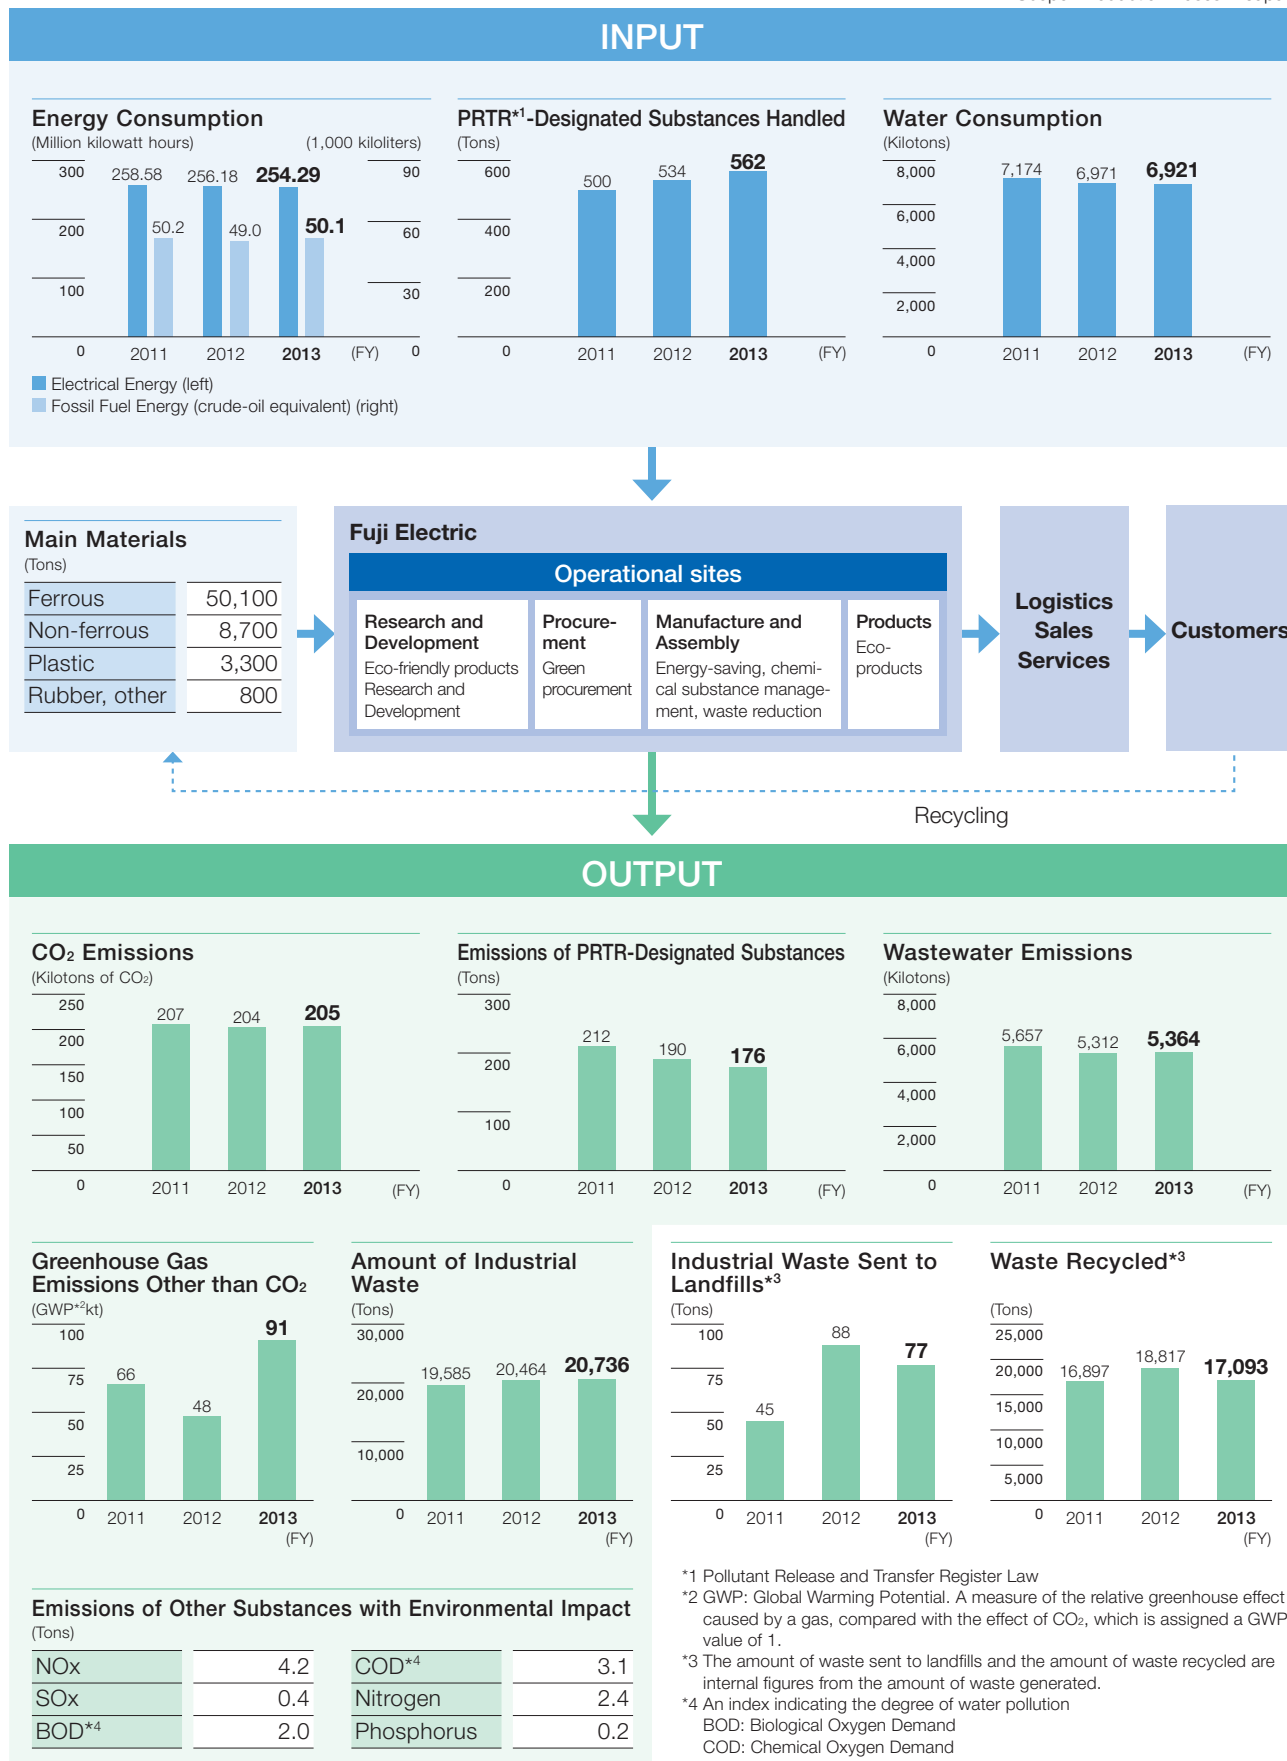 INPUT
Energy Consumption
(Million kilowatt hours) (1,000 kiloliters)
300 258.58 256.18 254.29 90
200 50.2 49.0 50.1 60
100 30
0 2011 2012 2013 (FY) 0
Electrical Energy (left)
Fossil Fuel Energy (crude-oil equivalent) (right)
PRTR*1-Designated Substances Handled
(Tons)
600 500 534 562
400
200
0 2011 2012 2013 (FY)
Water Consumption
(Kilotons)
8,000 7,174 6,971 6,921
6,000
4,000
2,000
0 2011 2012 2013 (FY)
Main Materials
(Tons)
Ferrous 50,100
Non-ferrous 8,700
Plastic 3,300
Rubber, other 800
Fuji Electric
Operational sites
Research and
Development
Eco-friendly products
Research and
Development
Procure-
ment
Green
procurement
Manufacture and
Assembly
Energy-saving, chemi-
cal substance manage-
ment, waste reduction
Products
Eco-
products
Logistics
Sales
Services
Customers
Recycling
OUTPUT
CO2 Emissions
(Kilotons of CO2)
250 207 204 205
200
150
100
50
0 2011 2012 2013 (FY)
Emissions of PRTR-Designated Substances
(Tons)
300 212 190 176
200
100
0 2011 2012 2013 (FY)
Wastewater Emissions
(Kilotons)
8,000
6,000 5,657 5,312 5,364
4,000
2,000
0 2011 2012 2013 (FY)
Greenhouse Gas
Emissions Other than CO2
(GWP*2kt)
100 91
75 66
50 48
25
0 2011 2012 2013
(FY)
Amount of Industrial
Waste
(Tons)
30,000
20,000 19,585 20,464 20,736
10,000
0 2011 2012 2013
(FY)
Industrial Waste Sent to
Landfills*3
(Tons)
100 88
75 77
50 45
25
0 2011 2012 2013
(FY)
Waste Recycled*3
(Tons)
25,000
20,000 16,897 18,817 17,093
15,000
10,000
5,000
0 2011 2012 2013
(FY)
Emissions of Other Substances with Environmental Impact
(Tons)
NOx 4.2 COD*4 3.1
SOx 0.4 Nitrogen 2.4
BOD*4 2.0 Phosphorus 0.2
*1 Pollutant Release and Transfer Register Law
*2 GWP: Global Warming Potential. A measure of the relative greenhouse effect
caused by a gas, compared with the effect of CO2, which is assigned a GWP
value of 1.
*3 The amount of waste sent to landfills and the amount of waste recycled are
internal figures from the amount of waste generated.
*4 An index indicating the degree of water pollution
BOD: Biological Oxygen Demand
COD: Chemical Oxygen Demand